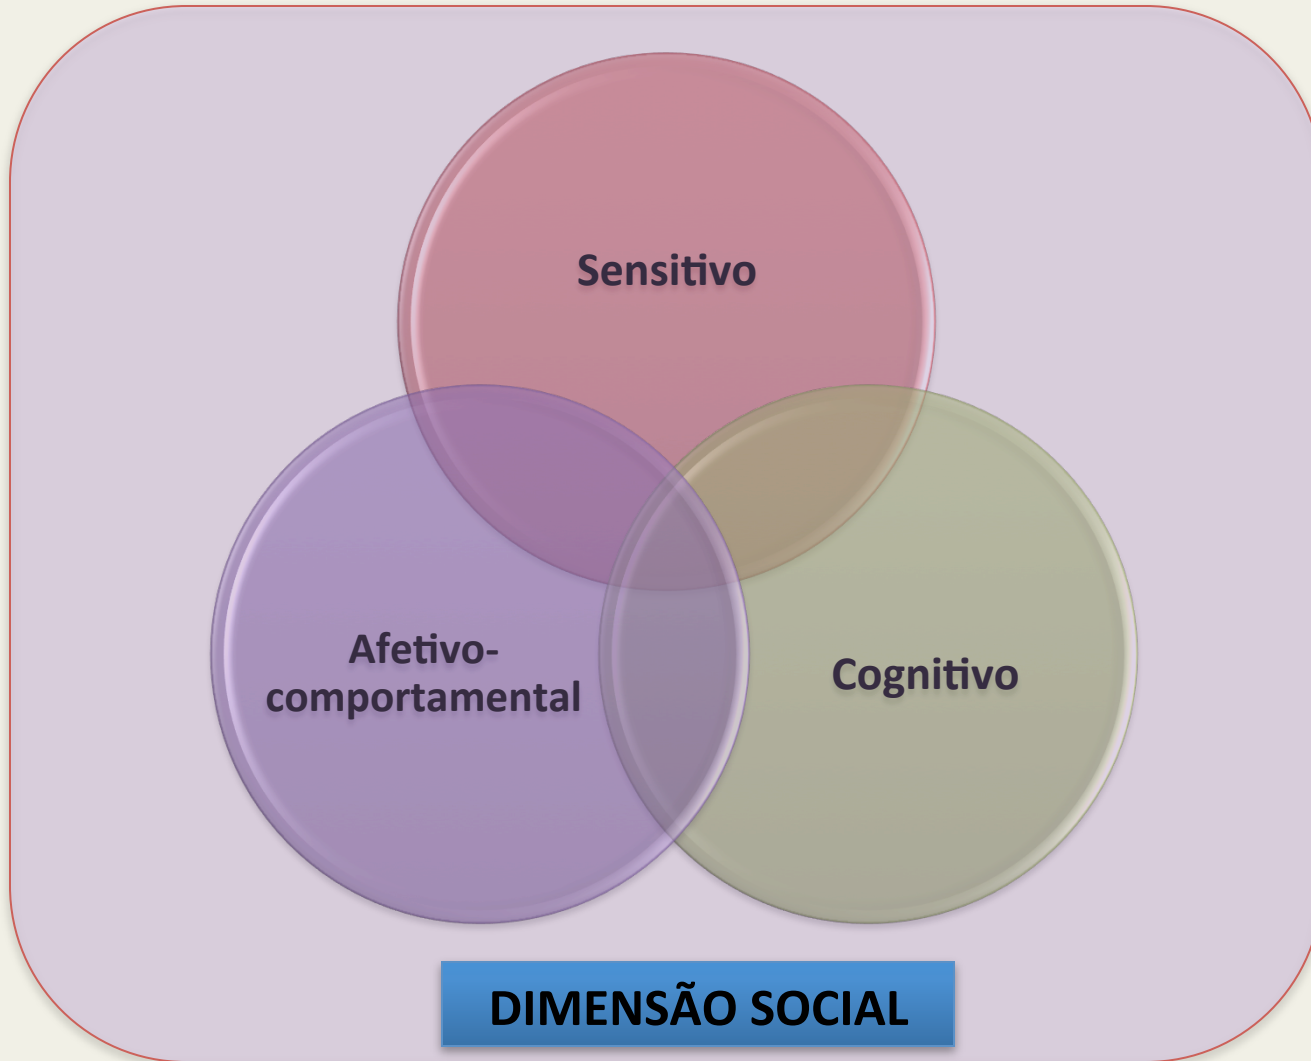 Sensitivo
Afetivo-
comportamental
Cognitivo
DIMENSÃO SOCIAL